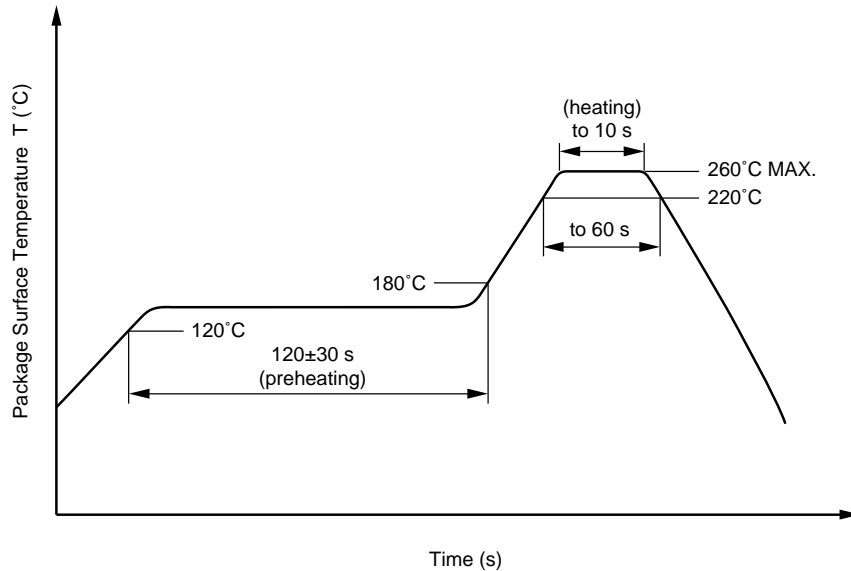 Package Surface Temperature T (˚C)
(heating)
to 10 s
260˚C MAX.
220˚C
to 60 s
180˚C
120˚C
120±30 s
(preheating)
Time (s)